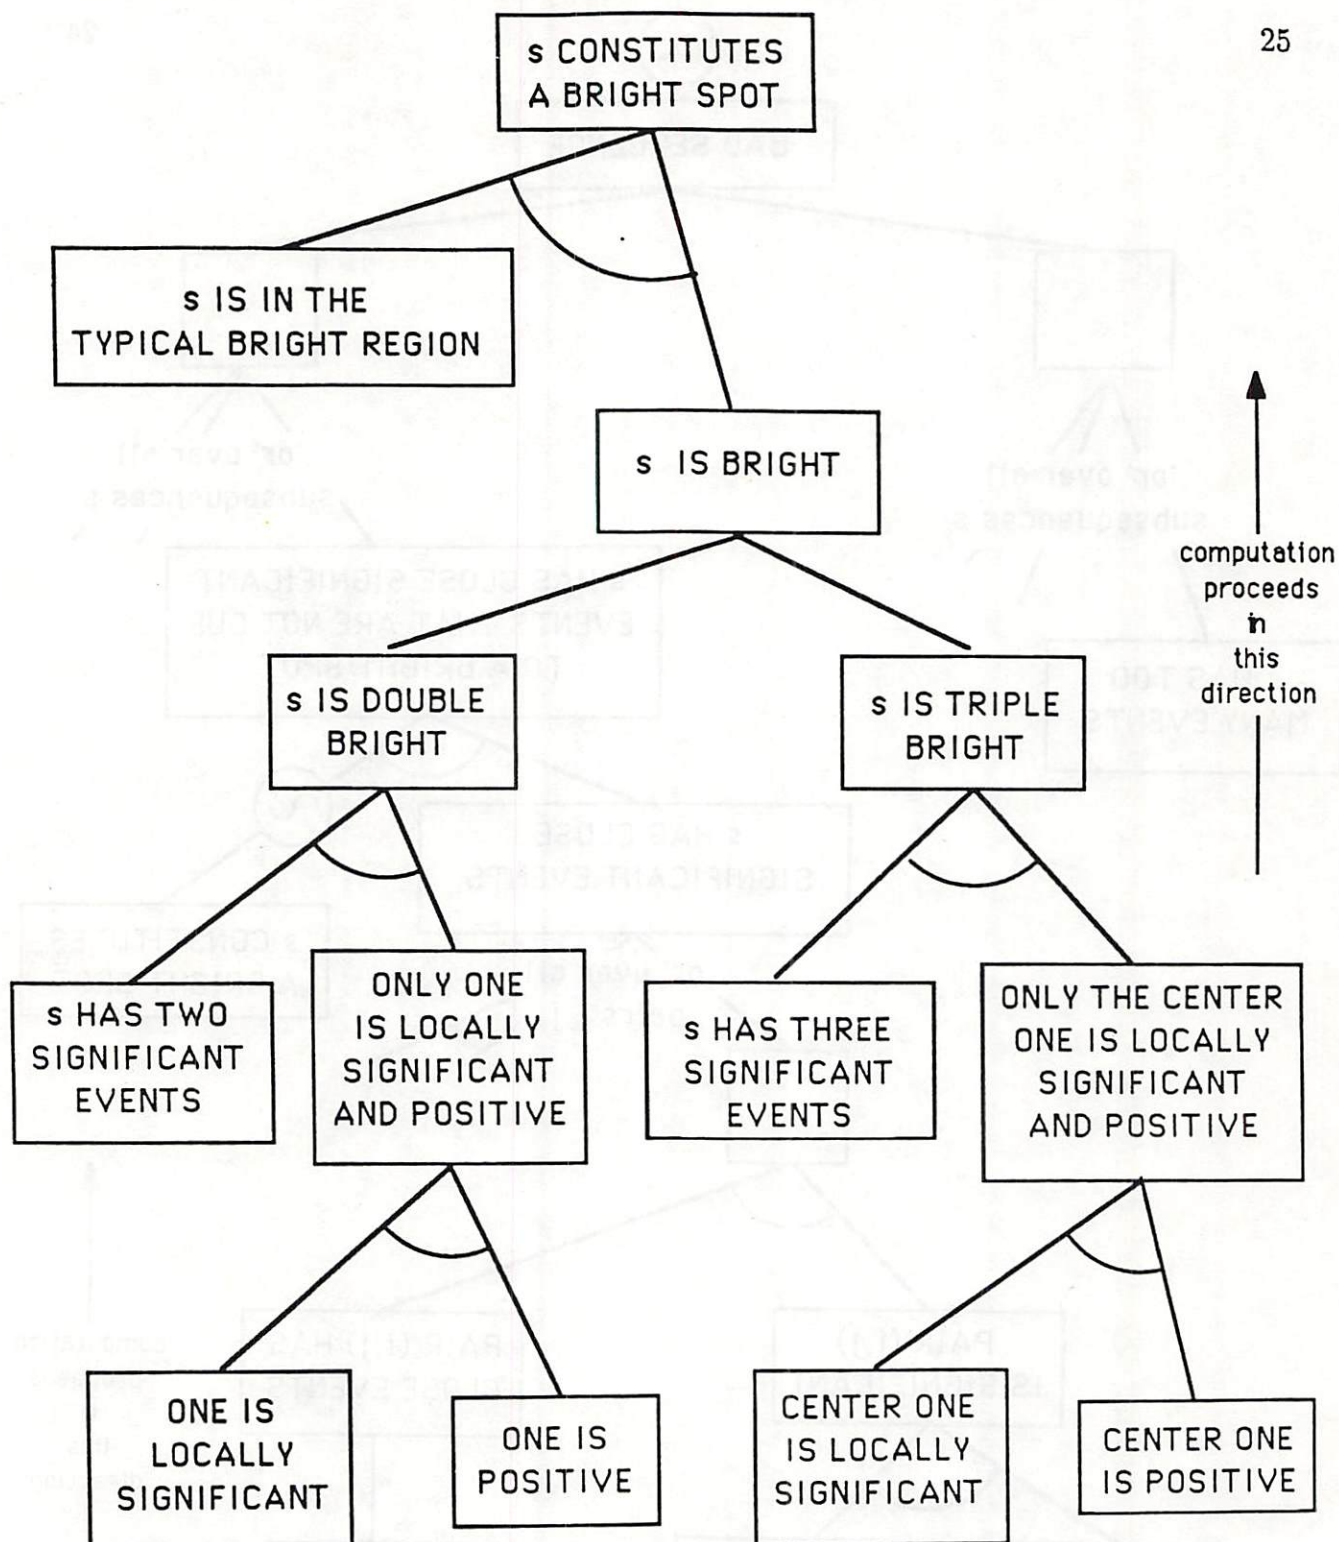 25
s CONSTITUTES
A BRIGHT SPOT
s IS IN THE
TYPICAL BRIGHT REGION
s IS BRIGHT
computation
proceeds
in
this
direction
s IS DOUBLE
BRIGHT
s IS TRIPLE
BRIGHT
s HAS TWO
SIGNIFICANT
EVENTS
ONLY ONE
IS LOCALLY
SIGNIFICANT
AND POSITIVE
s HAS THREE
SIGNIFICANT
EVENTS
ONLY THE CENTER
ONE IS LOCALLY
SIGNIFICANT
AND POSITIVE
ONE IS
LOCALLY
SIGNIFICANT
ONE IS
POSITIVE
CENTER ONE
IS LOCALLY
SIGNIFICANT
CENTER ONE
IS POSITIVE